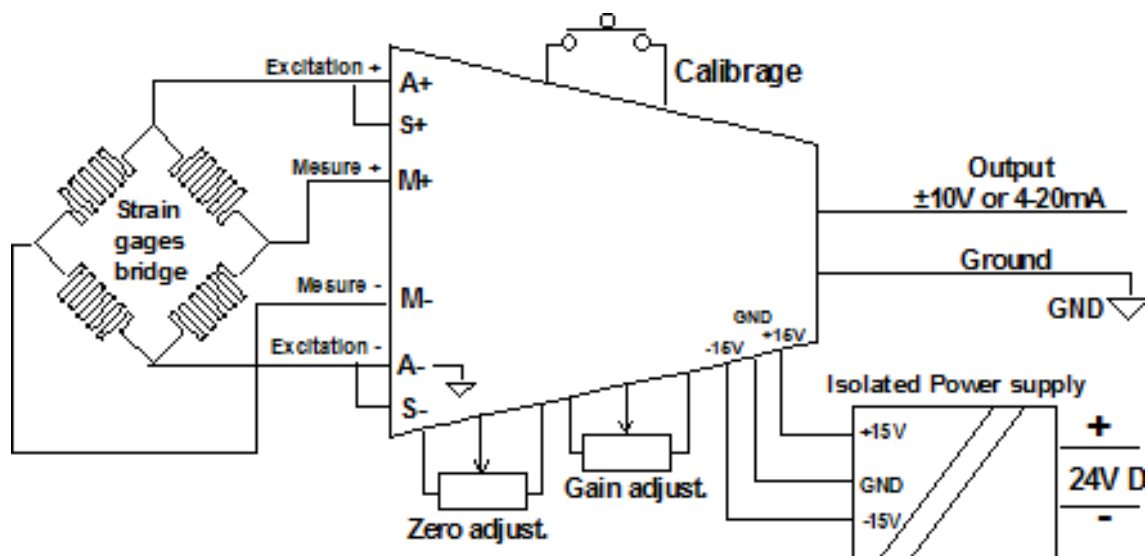 Excitation +
A+
S+
Mesure +
M+
Strain
gages
bridge
Mesure -
M-
Excitation -
A-
S-
Calibrage
Output
±10V or 4-20mA
Ground
GND
GND
-15V
+15V
Isolated Power supply
+15V
GND
-15V
+
24V D
-
Gain adjust.
Zero adjust.